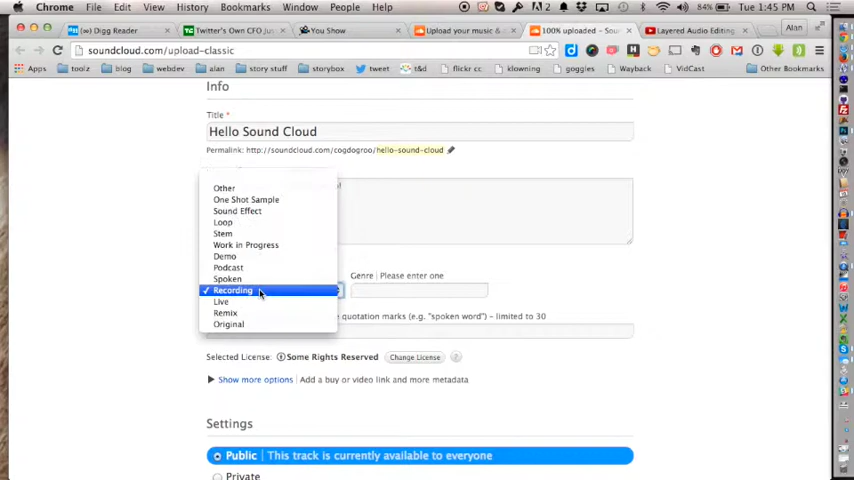 Chrome File Edit View History Bookmarks Window People Help
2 84% Tue 1:45 PM
(•) Digg Reader
Twitter's Own CFO Ju
You Show
Upload your music &
100% uploaded – Sou
Layered Audio Editing
Alan
soundcloud.com/upload-classic
Apps toolz blog webdev alan story stuff storybox tweet t&d flickr cc klowning goggles Wayback VidCast Other Bookmarks
Info
Title *
Hello Sound Cloud
Permalink: http://soundcloud.com/cogdogroo/hello-sound-cloud
Other
One Shot Sample
Sound Effect
Loop
Stem
Work in Progress
Demo
Podcast
Spoken
✓ Recording
Live
Remix
Original
Genre | Please enter one
quotation marks (e.g. "spoken word") – limited to 30
Selected License: Some Rights Reserved Change License ?
Show more options | Add a buy or video link and more metadata
Settings
Public | This track is currently available to everyone
Private